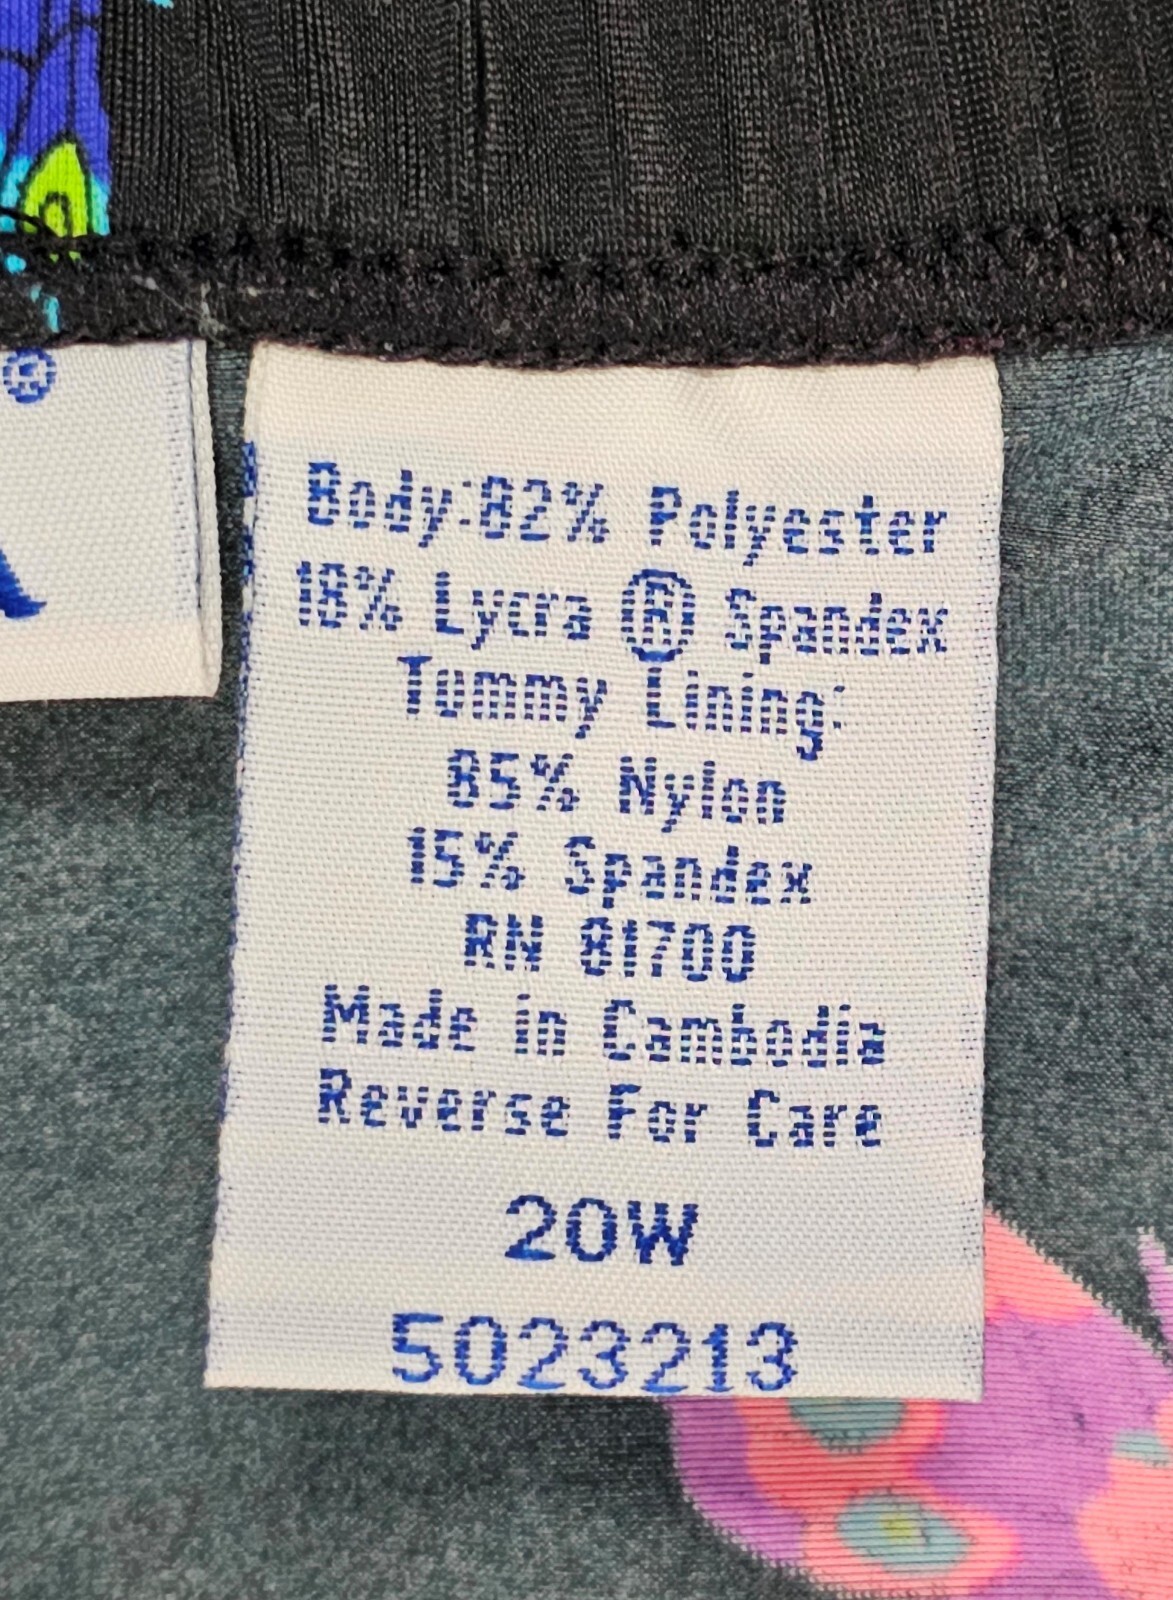 ®
Body:82% Polyester
18% Lycra ® Spandex
Tummy Lining:
85% Nylon
15% Spandex
RN 81700
Made in Cambodia
Reverse For Care
20W
5023213